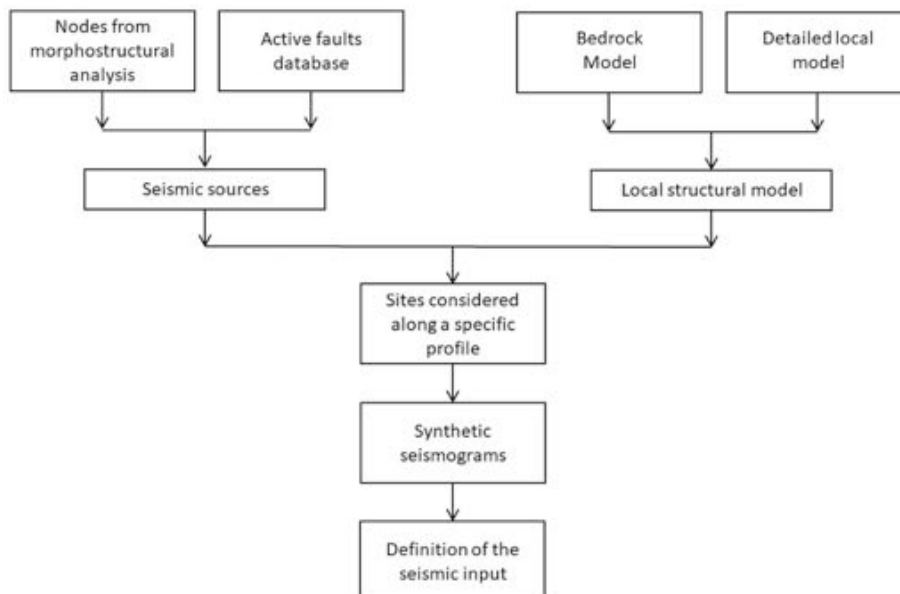 Nodes from
morphostructural
analysis
Active faults
database
Bedrock
Model
Detailed local
model
Seismic sources
Local structural model
Sites considered
along a specific
profile
Synthetic
seismograms
Definition of the
seismic input